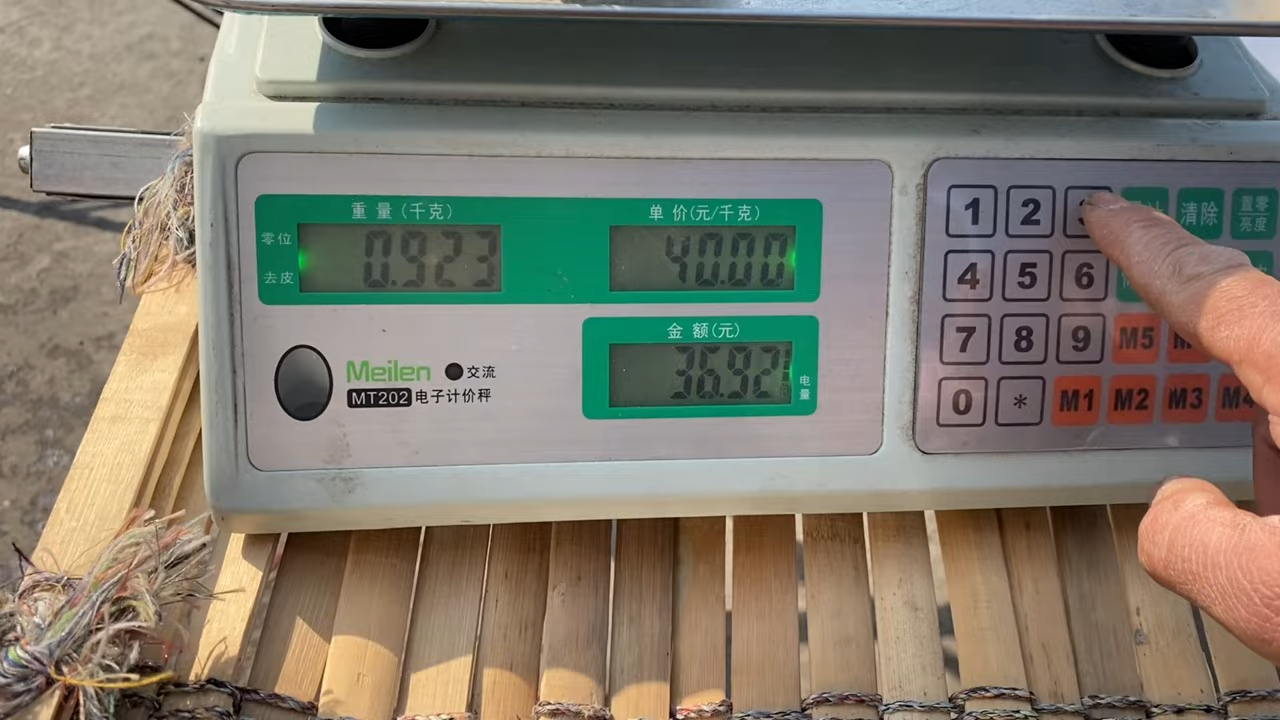 重量(千克)
单价(元/千克)
零位
去皮
0.923
40.00
金额(元)
36.92
电量
Meilen 交流
MT202 电子计价秤
1 2 清除 置零 亮度
4 5 6
7 8 9 M5
0 * M1 M2 M3 M4